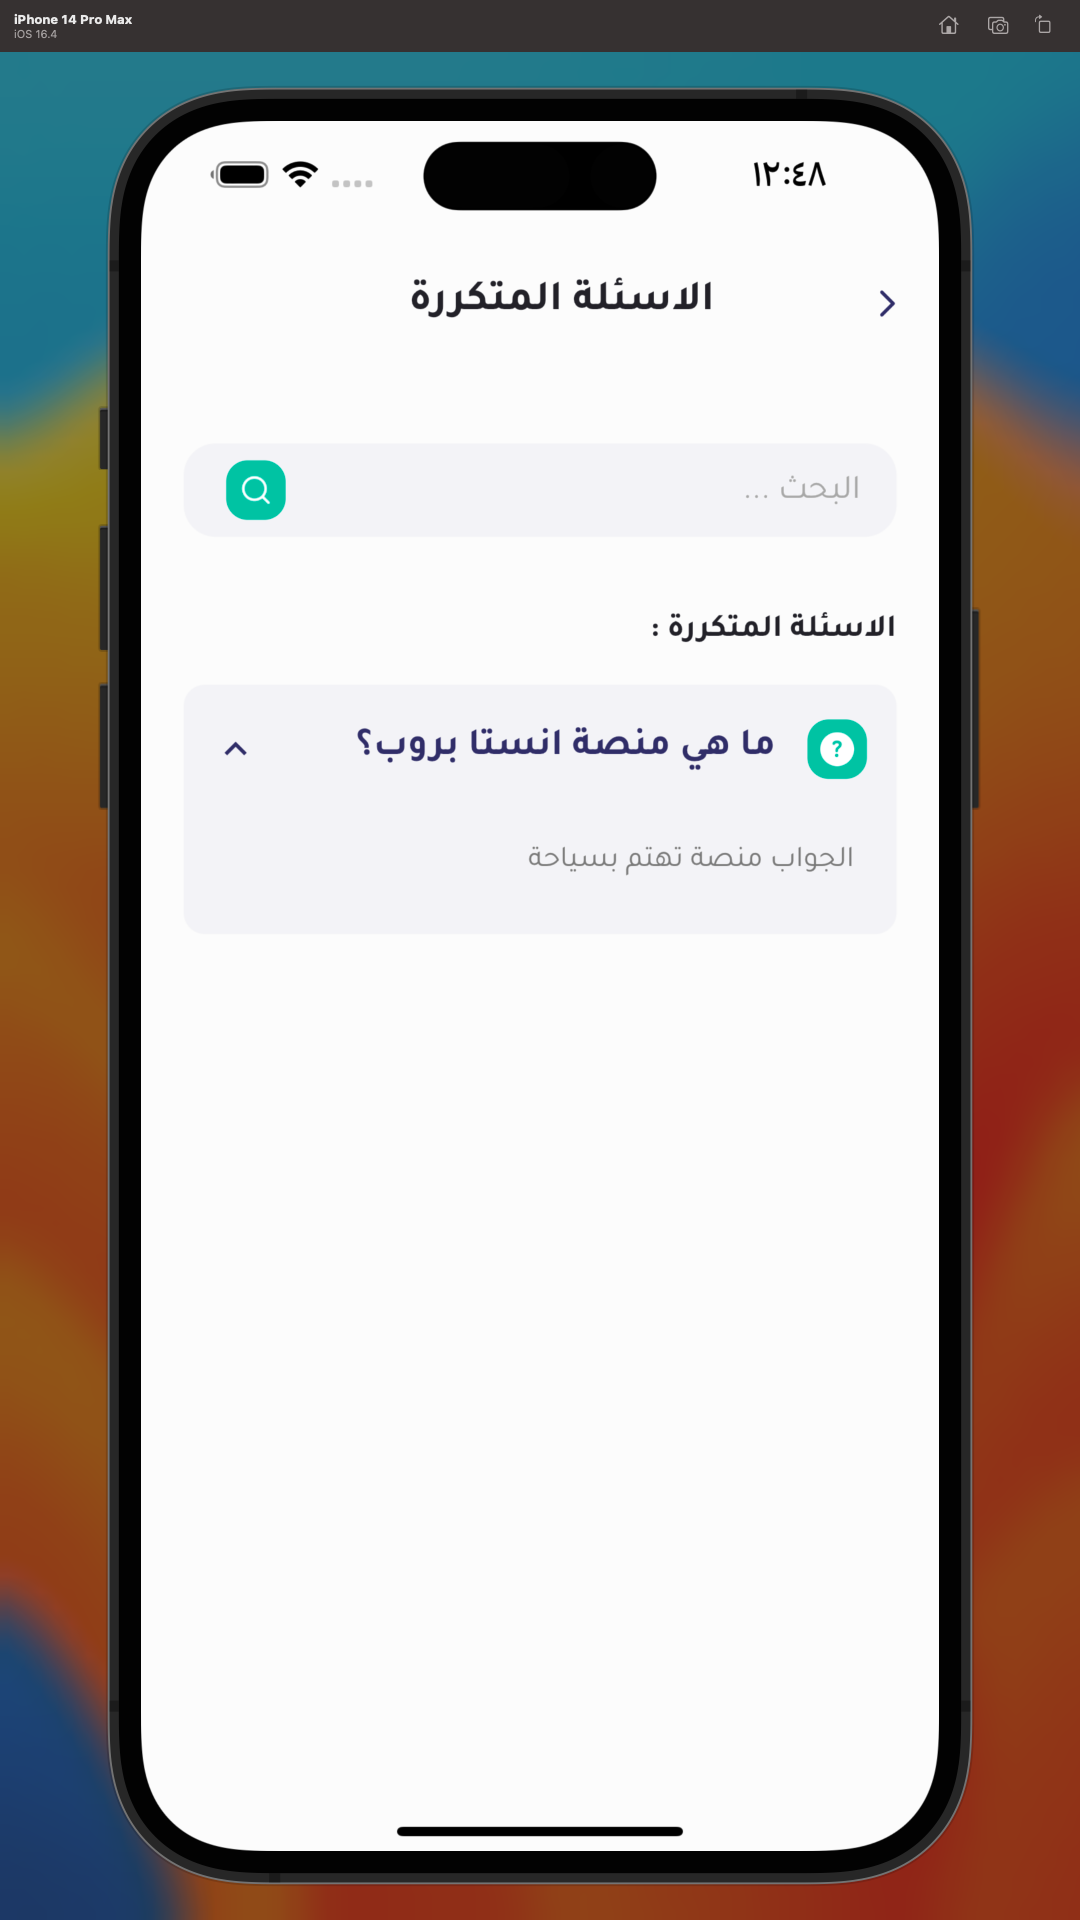 iPhone 14 Pro Max
iOS 16.4
١٢:٤٨
الاسئلة المتكررة
البحث ...
الاسئلة المتكررة :
ما هي منصة انستا بروب؟
الجواب منصة تهتم بسياحة